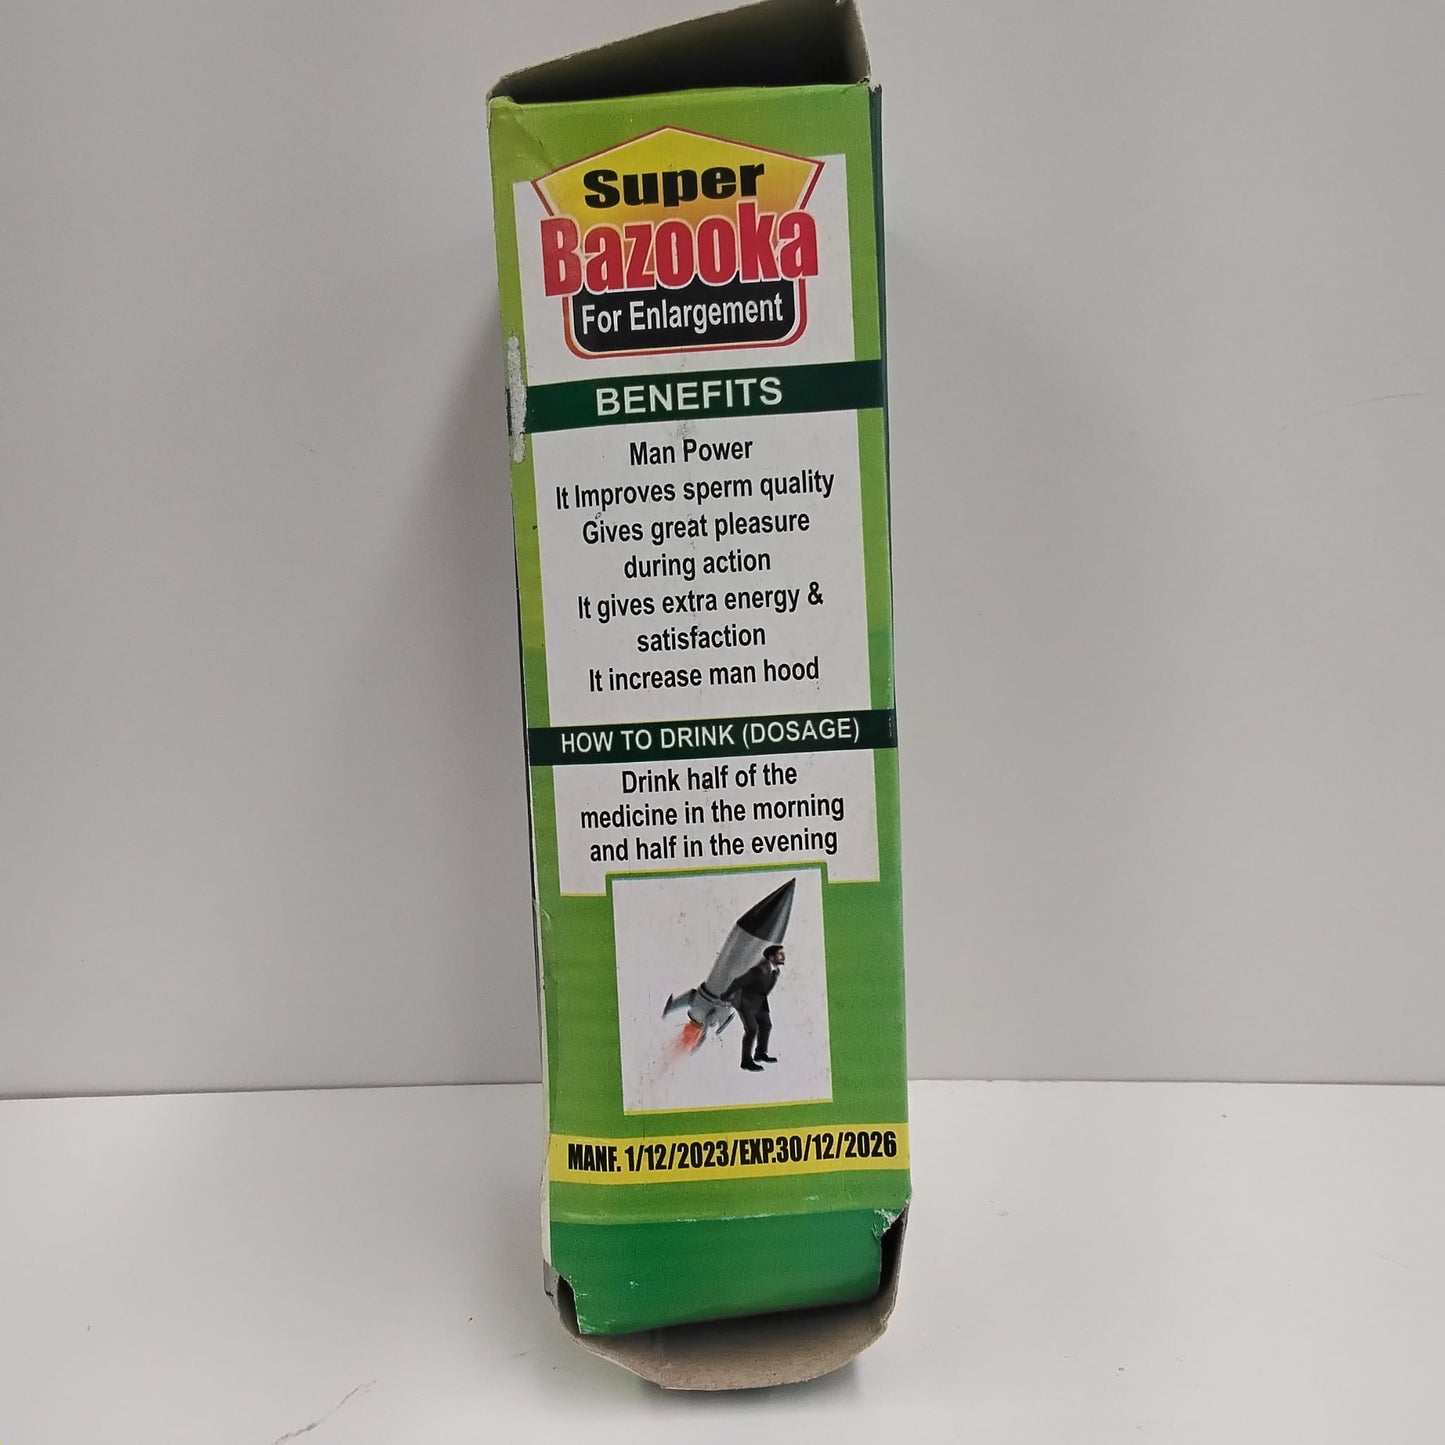 Super
Bazooka
For Enlargement
BENEFITS
Man Power
It Improves sperm quality
Gives great pleasure
during action
It gives extra energy &
satisfaction
It increase man hood
HOW TO DRINK (DOSAGE)
Drink half of the
medicine in the morning
and half in the evening
MANF. 1/12/2023/EXP.30/12/2026